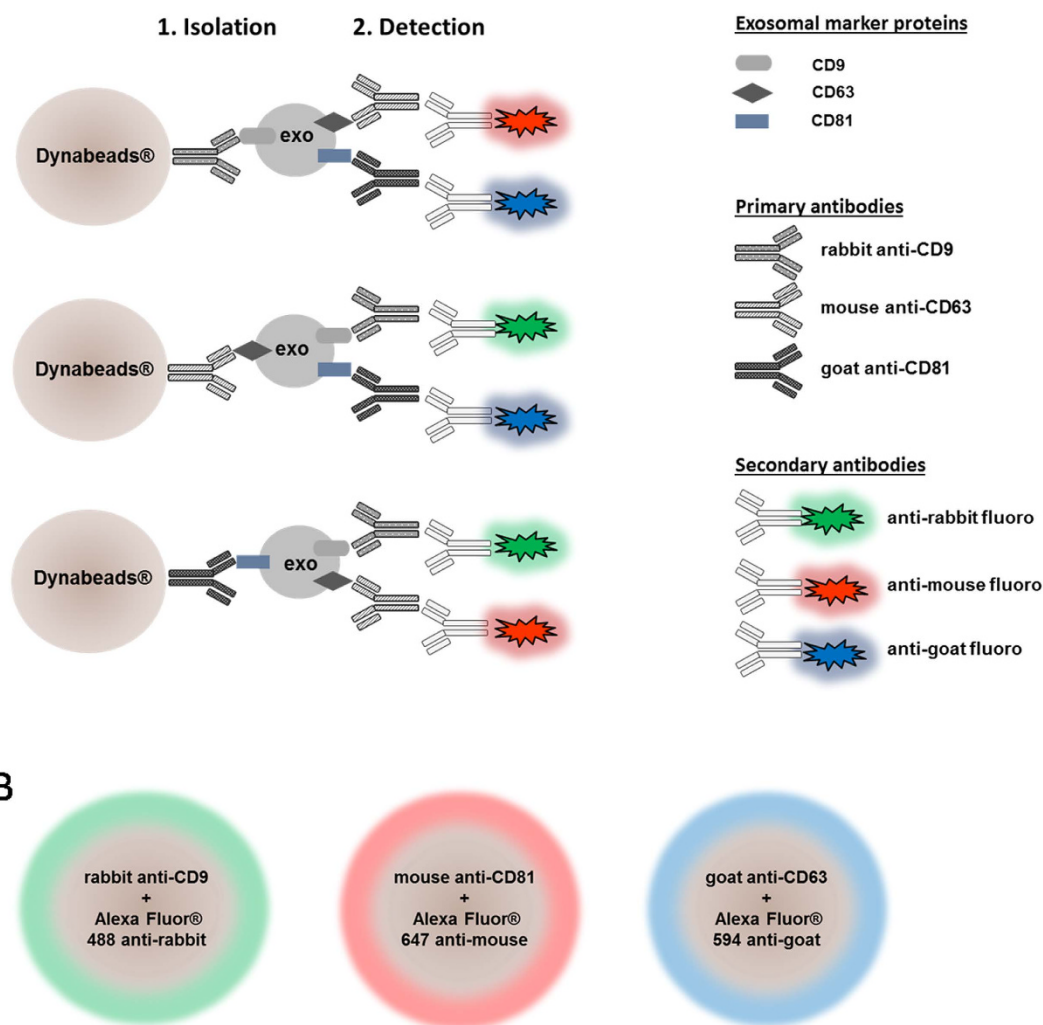 1. Isolation
2. Detection
Dynabeads®
exo
Dynabeads®
exo
Dynabeads®
exo
Exosomal marker proteins
CD9
CD63
CD81
Primary antibodies
rabbit anti-CD9
mouse anti-CD63
goat anti-CD81
Secondary antibodies
anti-rabbit fluoro
anti-mouse fluoro
anti-goat fluoro
B
rabbit anti-CD9
+
Alexa Fluor®
488 anti-rabbit
mouse anti-CD81
+
Alexa Fluor®
647 anti-mouse
goat anti-CD63
+
Alexa Fluor®
594 anti-goat